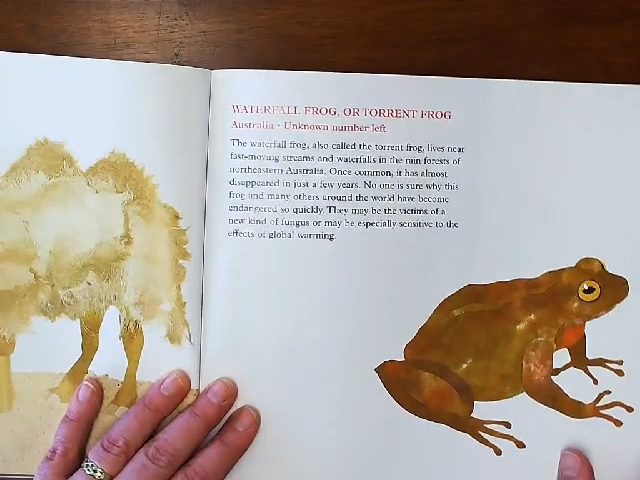 WATERFALL FROG, OR TORRENT FROG
Australia • Unknown number left
The waterfall frog, also called the torrent frog, lives near
fast-moving streams and waterfalls in the rain forests of
northeastern Australia. Once common, it has almost
disappeared in just a few years. No one is sure why this
frog and many others around the world have become
endangered so quickly. They may be the victims of a
new kind of fungus or may be especially sensitive to the
effects of global warming.